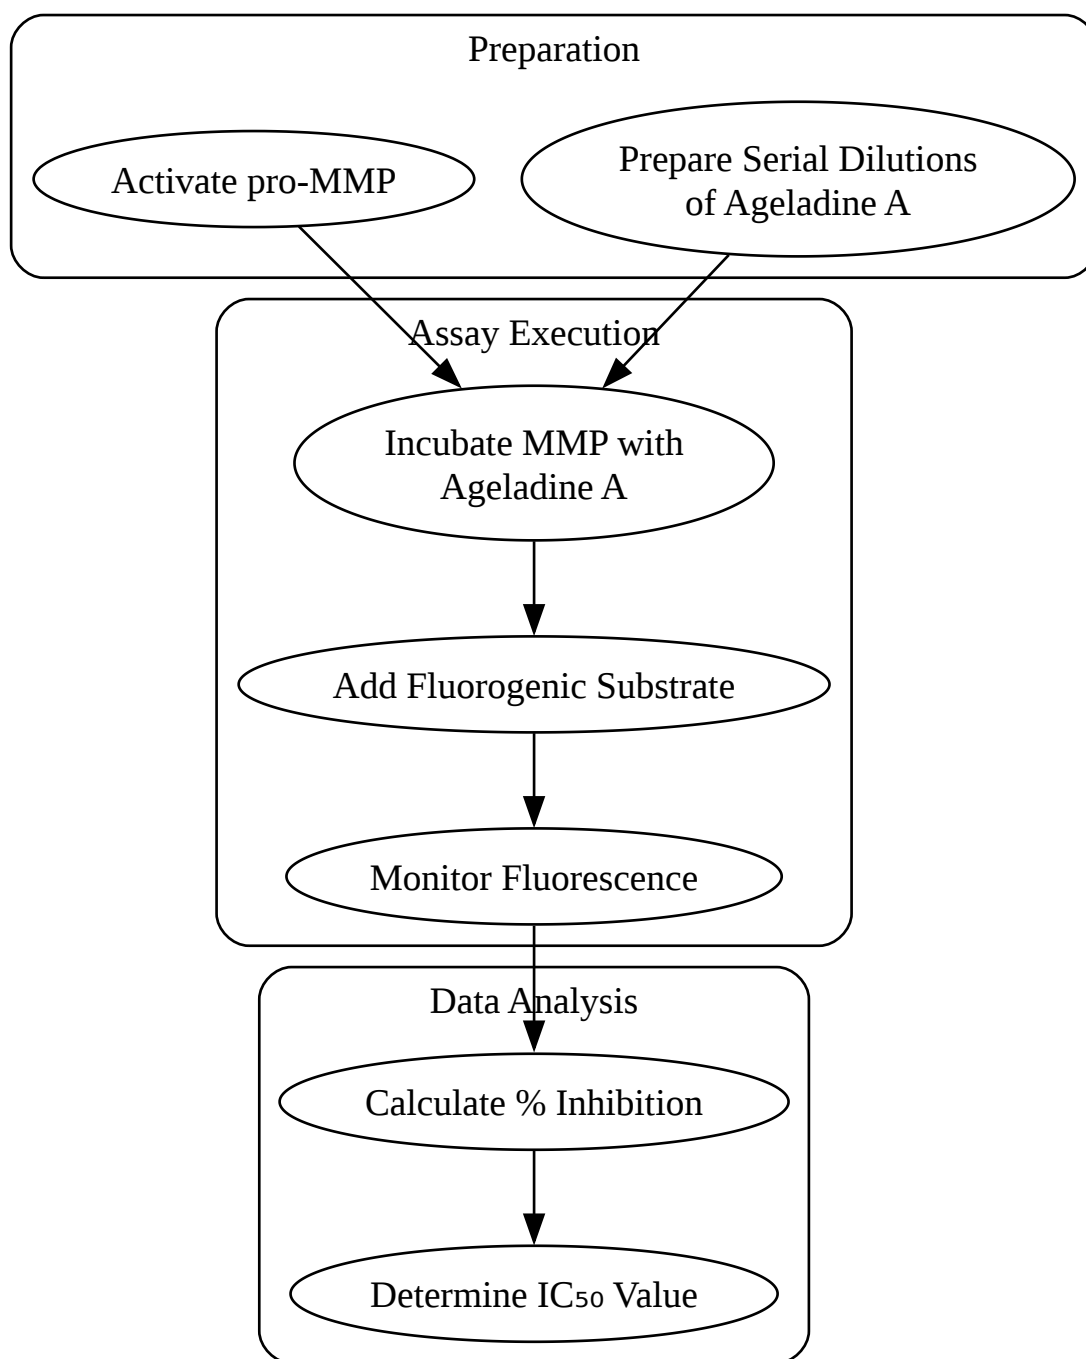 Preparation
Activate pro-MMP
Prepare Serial Dilutions
of Ageladine A
Assay Execution
Incubate MMP with
Ageladine A
Add Fluorogenic Substrate
Monitor Fluorescence
Data Analysis
Calculate % Inhibition
Determine IC₅₀ Value